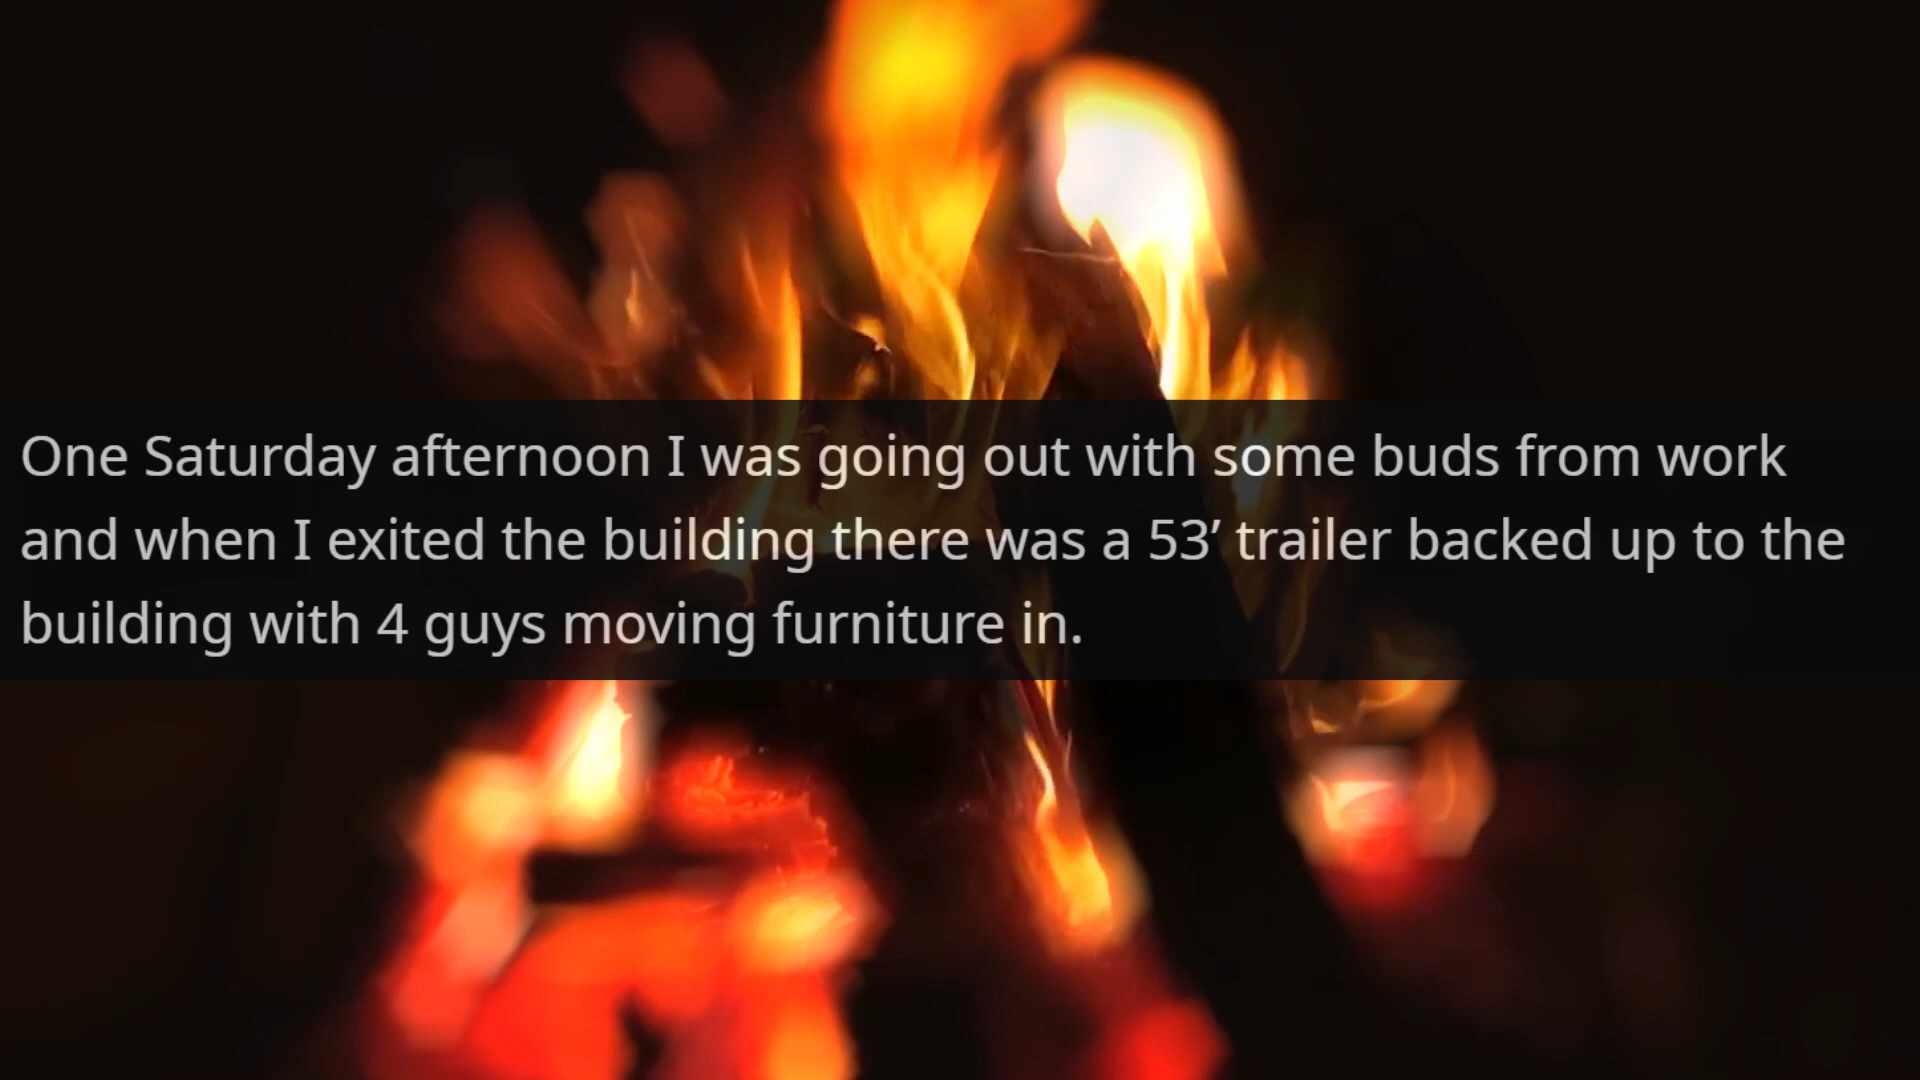 One Saturday afternoon I was going out with some buds from work
and when I exited the building there was a 53’ trailer backed up to the
building with 4 guys moving furniture in.